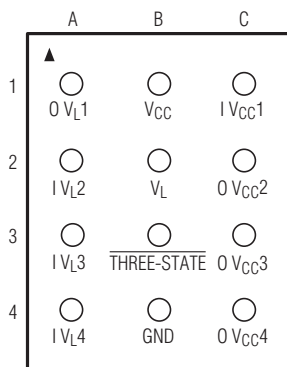 A B C
1
O VL1 VCC I VCC1
2
I VL2 VL O VCC2
3
I VL3 THREE-STATE O VCC3
4
I VL4 GND O VCC4